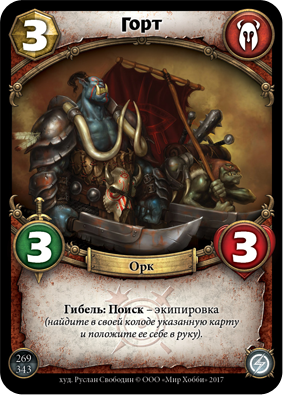 3
Горт
3
3
Орк
Гибель: Поиск – экипировка
(найдите в своей колоде указанную карту
и положите ее себе в руку).
269
343
худ. Руслан Свободин © ООО «Мир Хобби» 2017